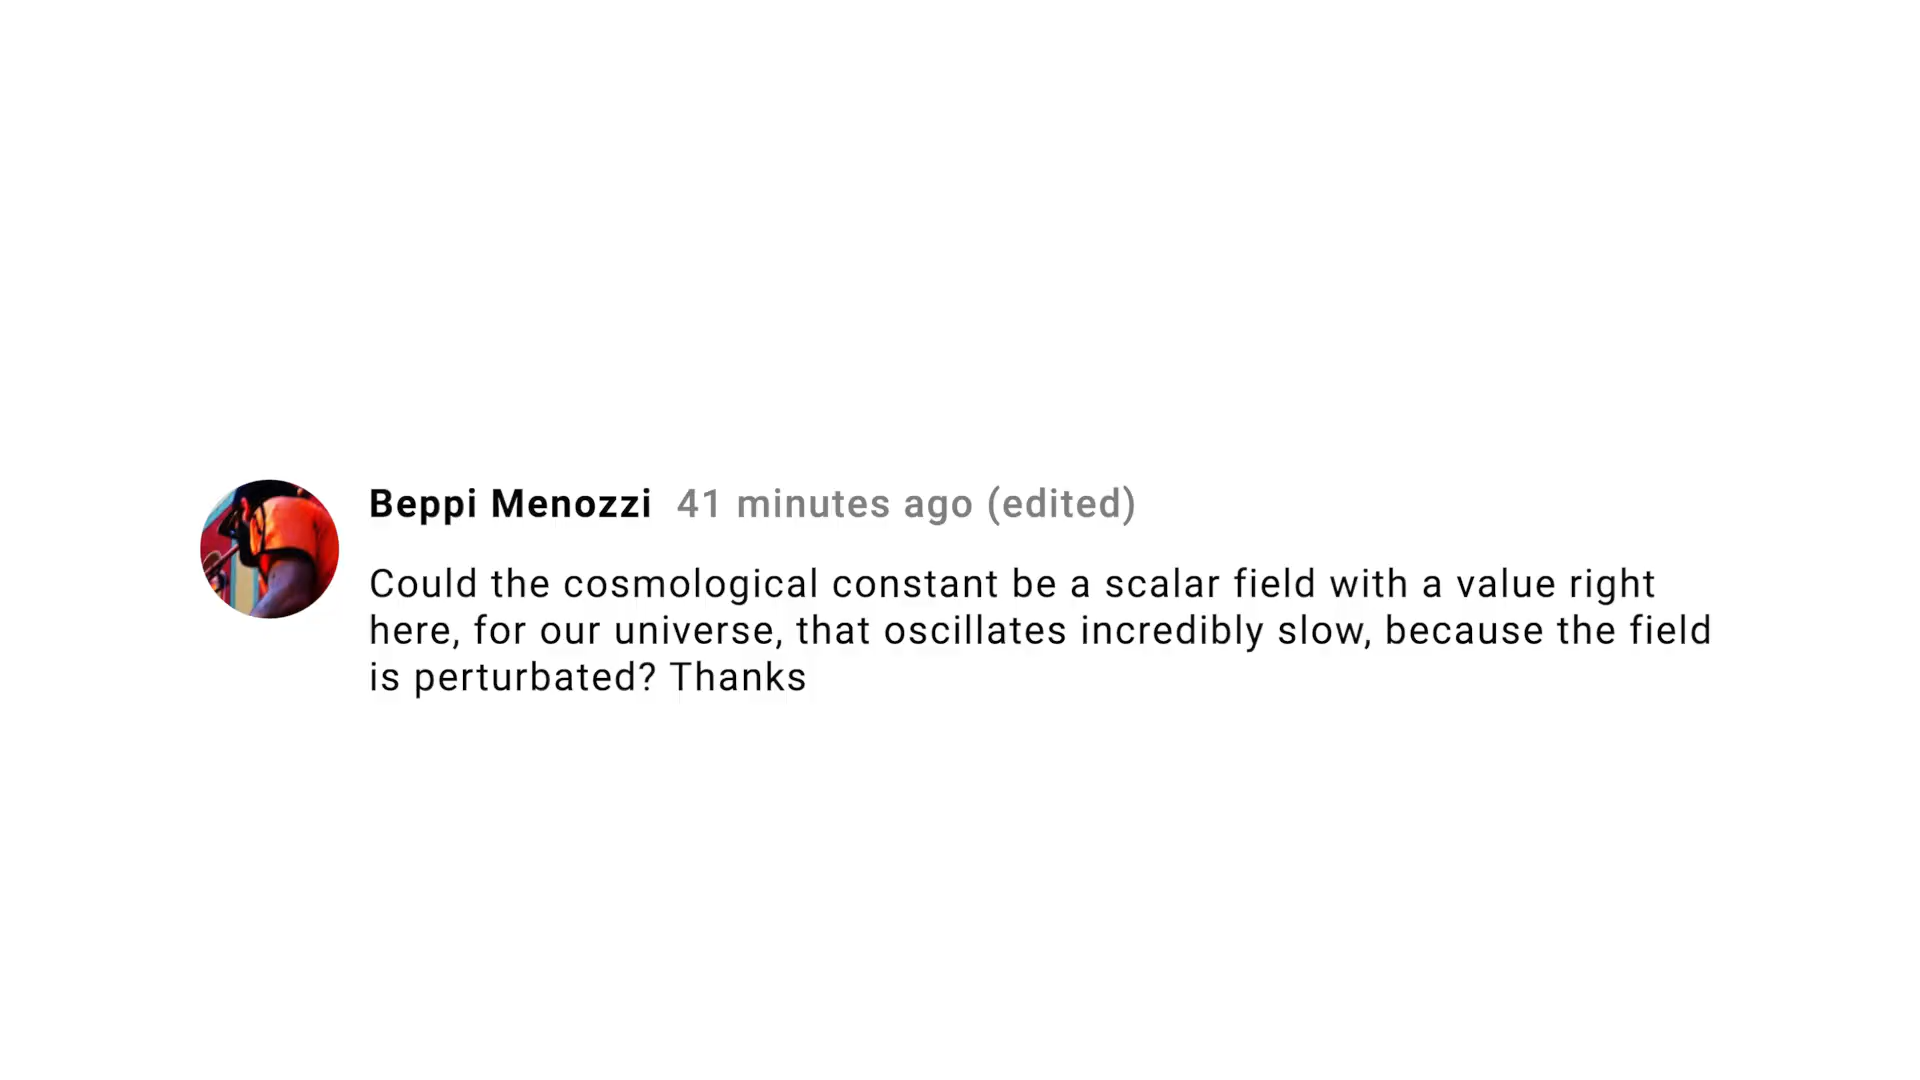 Beppi Menozzi 41 minutes ago (edited)
Could the cosmological constant be a scalar field with a value right
here, for our universe, that oscillates incredibly slow, because the field
is perturbated? Thanks